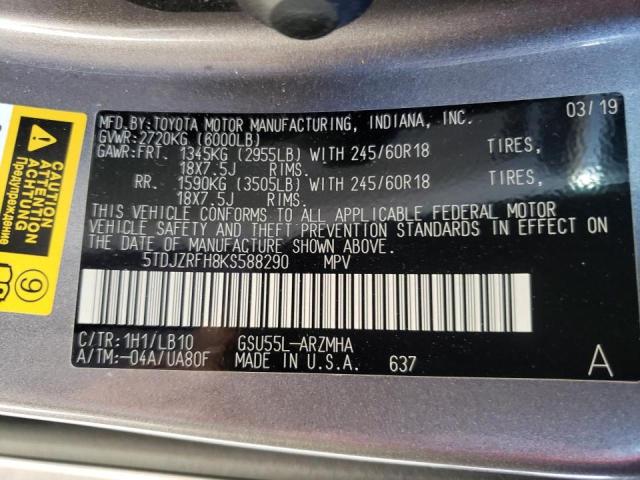 MFD.BY:TOYOTA MOTOR MANUFACTURING, INDIANA, INC. 03/19
GVWR:2720KG (6000LB)
GAWR:FRT. 1345KG (2955LB) WITH 245/60R18 TIRES,
18X7.5J RIMS.
RR. 1590KG (3505LB) WITH 245/60R18 TIRES,
18X7.5J RIMS.
THIS VEHICLE CONFORMS TO ALL APPLICABLE FEDERAL MOTOR
VEHICLE SAFETY AND THEFT PREVENTION STANDARDS IN EFFECT
ON THE DATE OF MANUFACTURE SHOWN ABOVE.
5TDJZRFH8KS588290 MPV
C/TR:1H1/LB10 GSU55L-ARZMHA
A/TM:-04A/UA80F MADE IN U.S.A. 637 A
CAUTION
ATTENTION
ACHTUNG
Предупреждение
9